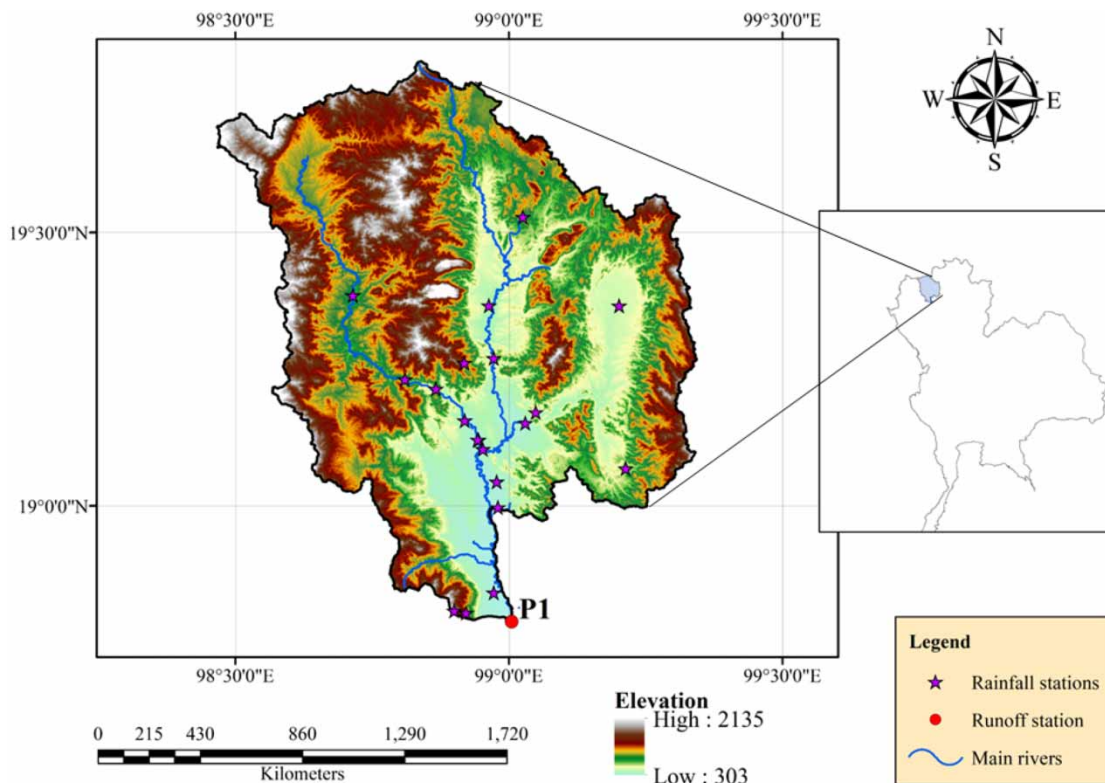 98°30'0"E 99°0'0"E 99°30'0"E
N
W E
S
19°30'0"N
19°0'0"N
P1
98°30'0"E 99°0'0"E 99°30'0"E
Legend
Rainfall stations
Runoff station
Main rivers
Elevation
High : 2135
Low : 303
0 215 430 860 1,290 1,720
Kilometers